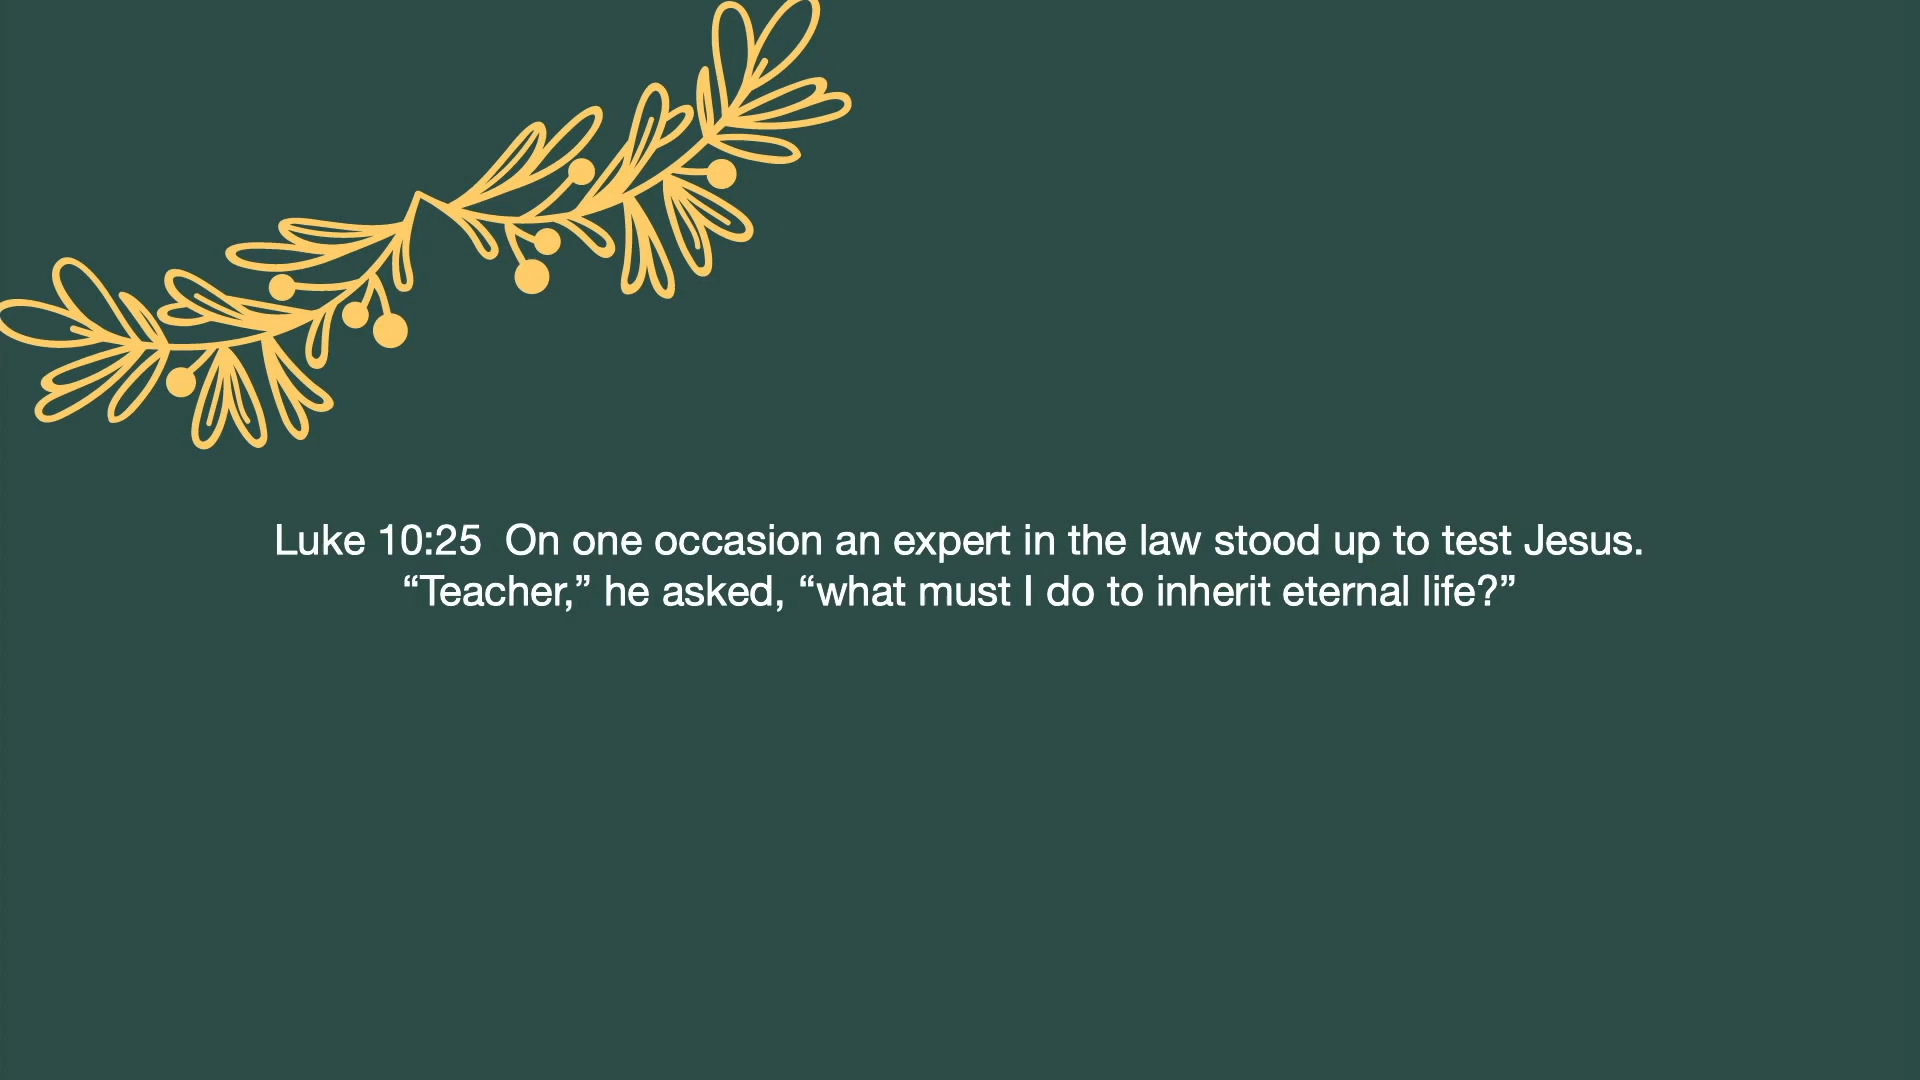 Luke 10:25  On one occasion an expert in the law stood up to test Jesus.
“Teacher,” he asked, “what must I do to inherit eternal life?”